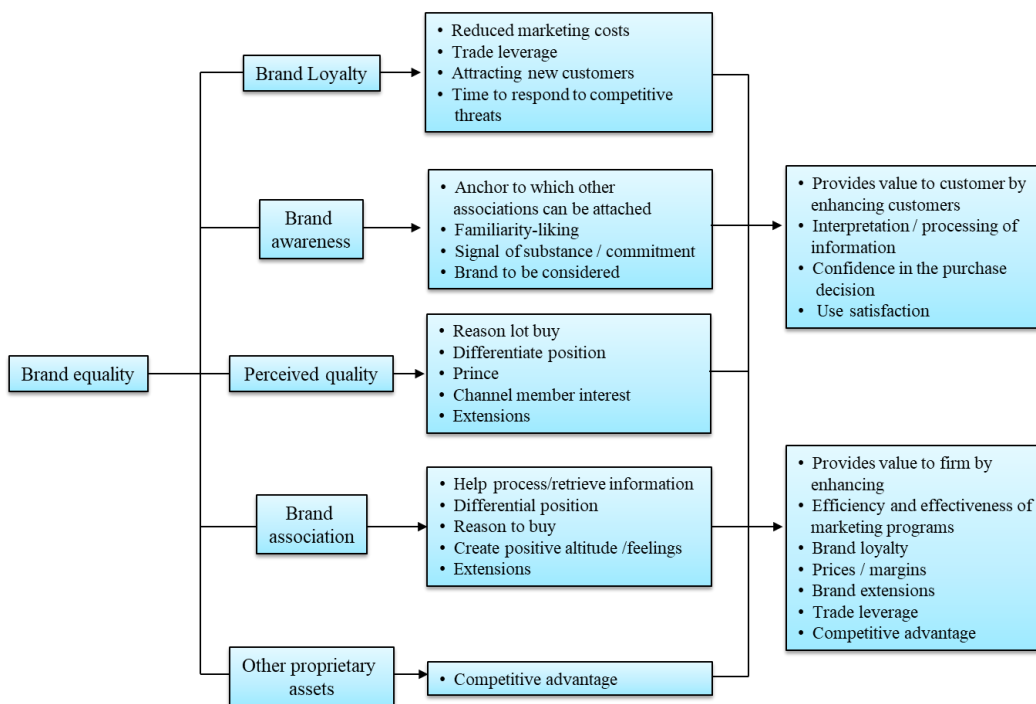 Brand equality
Brand Loyalty
• Reduced marketing costs
• Trade leverage
• Attracting new customers
• Time to respond to competitive
threats
Brand
awareness
• Anchor to which other
associations can be attached
• Familiarity-liking
• Signal of substance / commitment
• Brand to be considered
Perceived quality
• Reason lot buy
• Differentiate position
• Prince
• Channel member interest
• Extensions
Brand
association
• Help process/retrieve information
• Differential position
• Reason to buy
• Create positive altitude /feelings
• Extensions
Other proprietary
assets
• Competitive advantage
• Provides value to customer by
enhancing customers
• Interpretation / processing of
information
• Confidence in the purchase
decision
• Use satisfaction
• Provides value to firm by
enhancing
• Efficiency and effectiveness of
marketing programs
• Brand loyalty
• Prices / margins
• Brand extensions
• Trade leverage
• Competitive advantage